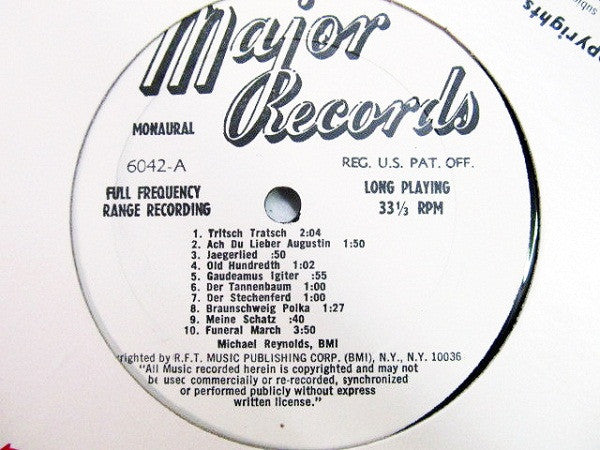 Major
Records
MONAURAL
6042-A
REG. U.S. PAT. OFF.
FULL FREQUENCY
RANGE RECORDING
LONG PLAYING
33⅓ RPM
1. Tritsch Tratsch 2:04
2. Ach Du Lieber Augustin 1:50
3. Jaegerlied :50
4. Old Hundredth 1:02
5. Gaudeamus Igiter :55
6. Der Tannenbaum 1:00
7. Der Stechenferd 1:00
8. Braunschweig Polka 1:27
9. Meine Schatz :40
10. Funeral March 3:50
Michael Reynolds, BMI
yrighted by R.F.T. MUSIC PUBLISHING CORP. (BMI), N.Y., N.Y. 10036
"All Music recorded herein is copyrighted and may not
be used commercially or re-recorded, synchronized
or performed publicly without express
written license."
opyrights